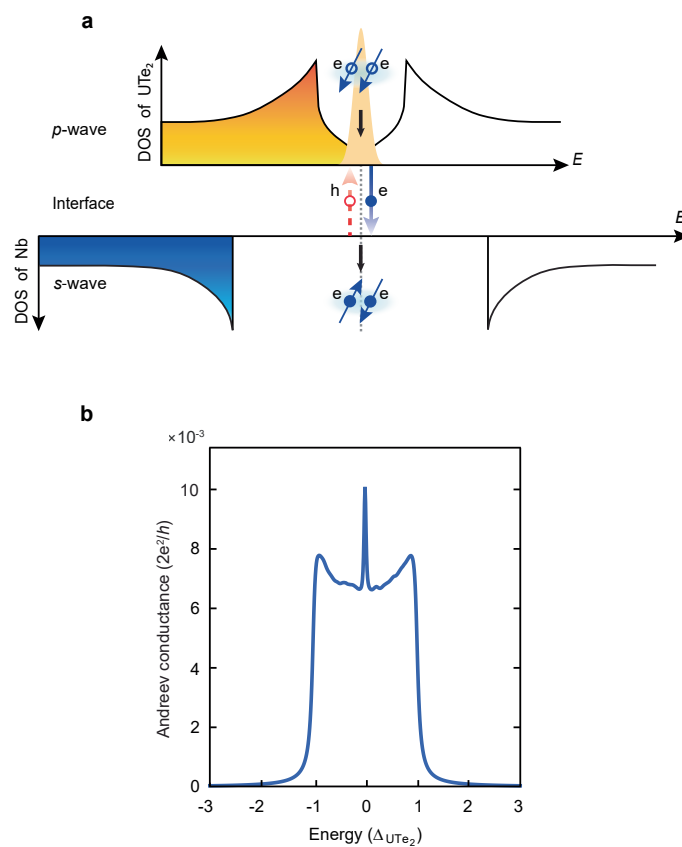 a
DOS of UTe2
p-wave
e e
E
Interface
h e
E
DOS of Nb
s-wave
e e
b
×10-3
Andreev conductance (2e2/h)
10
8
6
4
2
0
-3 -2 -1 0 1 2 3
Energy (ΔUTe2)